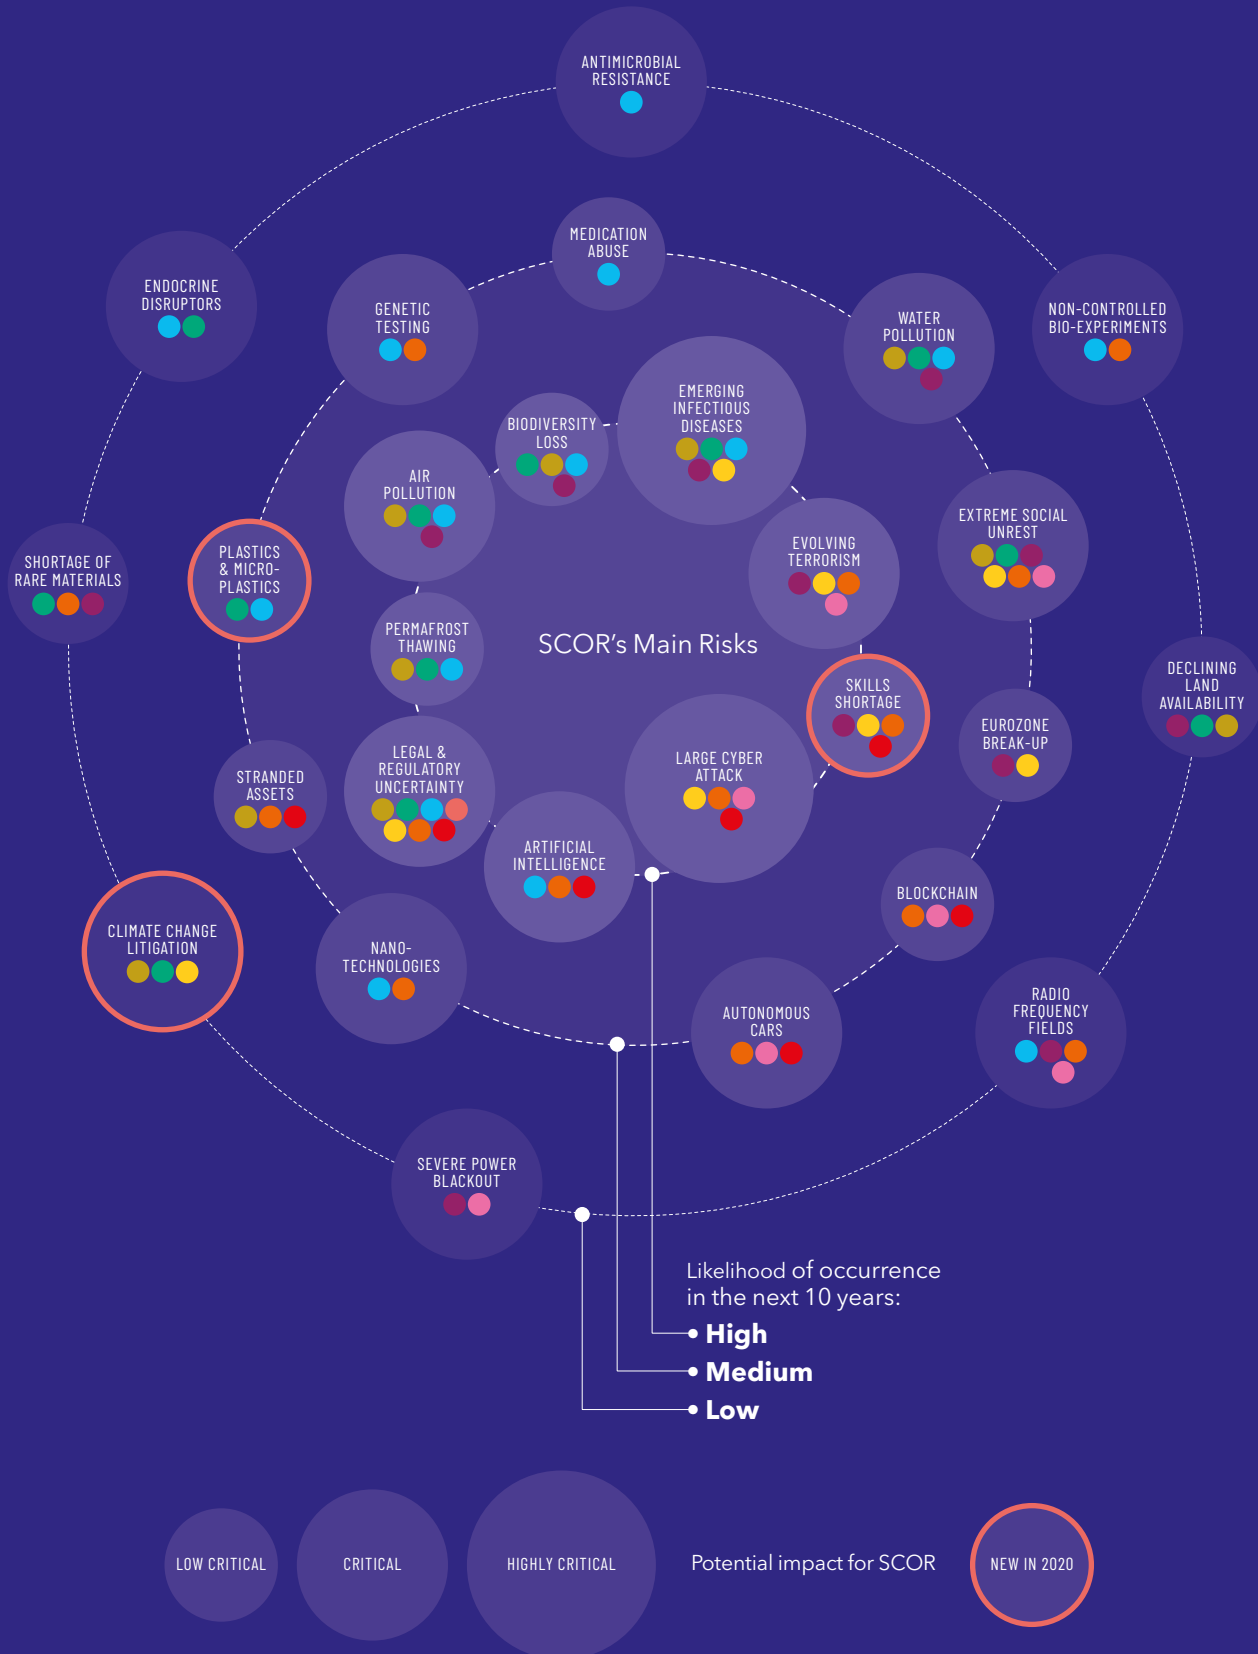 ANTIMICROBIAL
RESISTANCE
MEDICATION
ABUSE
ENDOCRINE
DISRUPTORS
GENETIC
TESTING
WATER
POLLUTION
NON-CONTROLLED
BIO-EXPERIMENTS
EMERGING
INFECTIOUS
DISEASES
BIODIVERSITY
LOSS
AIR
POLLUTION
EXTREME SOCIAL
UNREST
EVOLVING
TERRORISM
PLASTICS
& MICRO-
PLASTICS
SHORTAGE OF
RARE MATERIALS
PERMAFROST
THAWING
SCOR's Main Risks
SKILLS
SHORTAGE
DECLINING
LAND
AVAILABILITY
EUROZONE
BREAK-UP
LEGAL &
REGULATORY
UNCERTAINTY
LARGE CYBER
ATTACK
STRANDED
ASSETS
ARTIFICIAL
INTELLIGENCE
BLOCKCHAIN
CLIMATE CHANGE
LITIGATION
NANO-
TECHNOLOGIES
AUTONOMOUS
CARS
RADIO
FREQUENCY
FIELDS
SEVERE POWER
BLACKOUT
Likelihood of occurrence
in the next 10 years:
High
Medium
Low
LOW CRITICAL
CRITICAL
HIGHLY CRITICAL
Potential impact for SCOR
NEW IN 2020